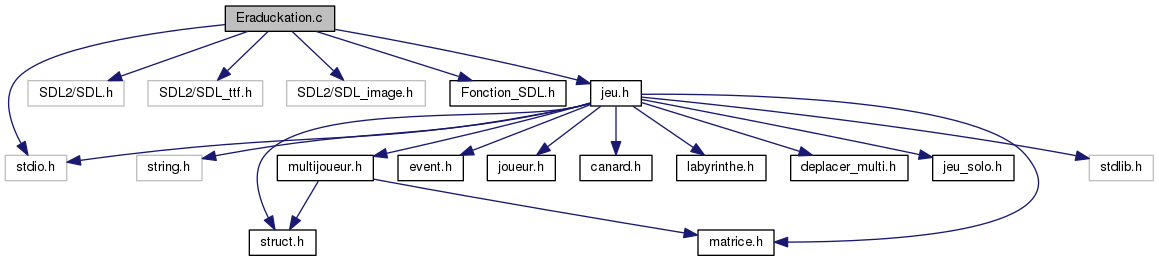 Eraduckation.c
SDL2/SDL.h
SDL2/SDL_ttf.h
SDL2/SDL_image.h
Fonction_SDL.h
jeu.h
stdio.h
string.h
multijoueur.h
event.h
joueur.h
canard.h
labyrinthe.h
deplacer_multi.h
jeu_solo.h
stdlib.h
struct.h
matrice.h